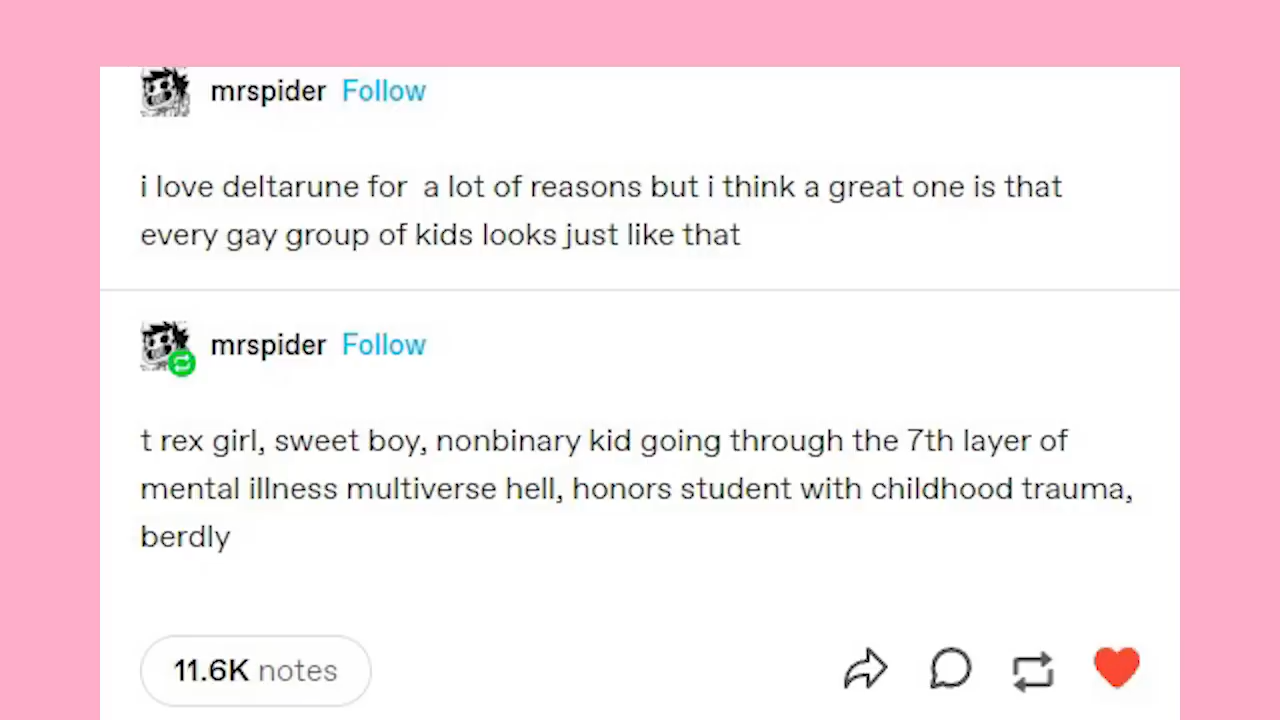 mrspider Follow
i love deltarune for a lot of reasons but i think a great one is that
every gay group of kids looks just like that
mrspider Follow
t rex girl, sweet boy, nonbinary kid going through the 7th layer of
mental illness multiverse hell, honors student with childhood trauma,
berdly
11.6K notes